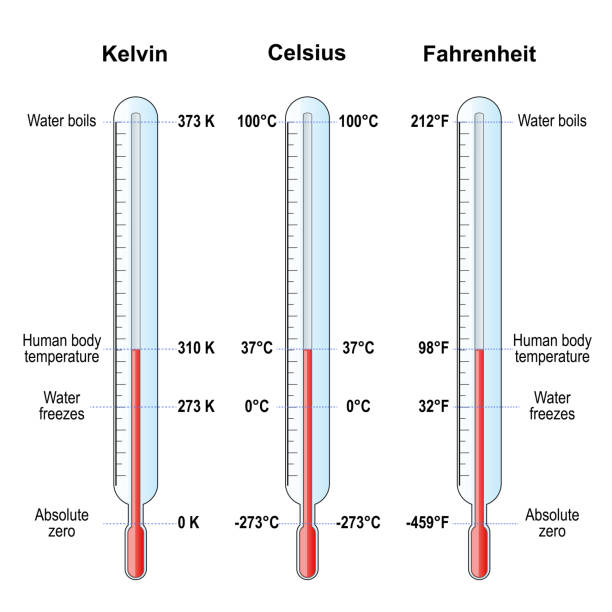 Kelvin Celsius Fahrenheit
Water boils 373 K 100°C 100°C 212°F Water boils
Human body
temperature 310 K 37°C 37°C 98°F Human body
temperature
Water
freezes 273 K 0°C 0°C 32°F Water
freezes
Absolute
zero 0 K -273°C -273°C -459°F Absolute
zero